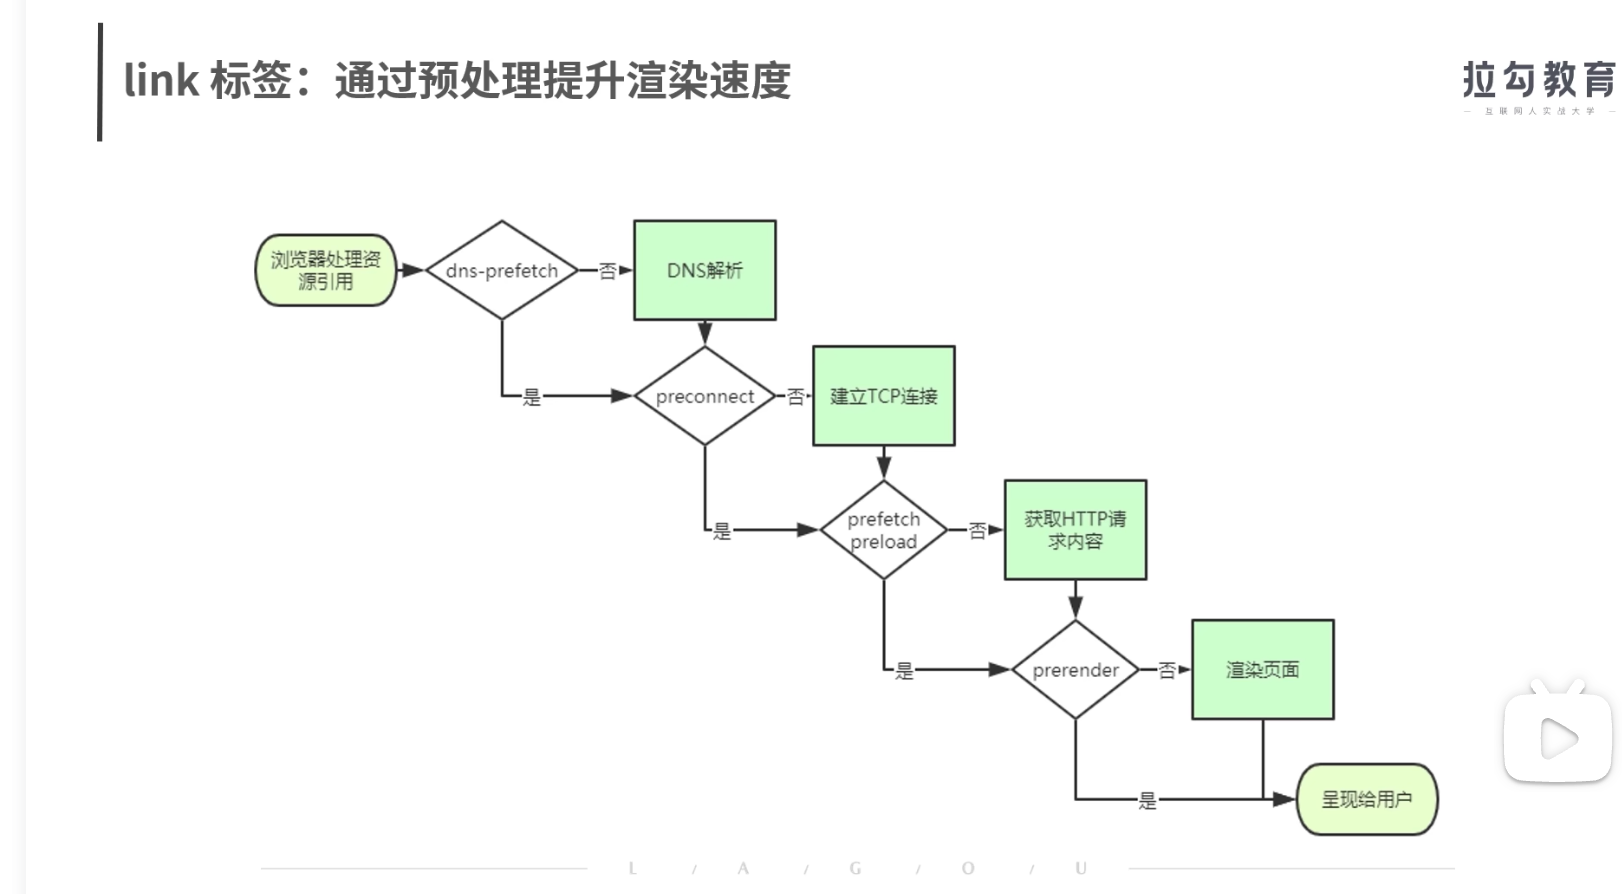 link 标签：通过预处理提升渲染速度
拉勾教育
互联网人实战大学
浏览器处理资
源引用
dns-prefetch
否
DNS解析
是
preconnect
否
建立TCP连接
是
prefetch
preload
否
获取HTTP请
求内容
是
prerender
否
渲染页面
是
呈现给用户
L / A / G / O / U